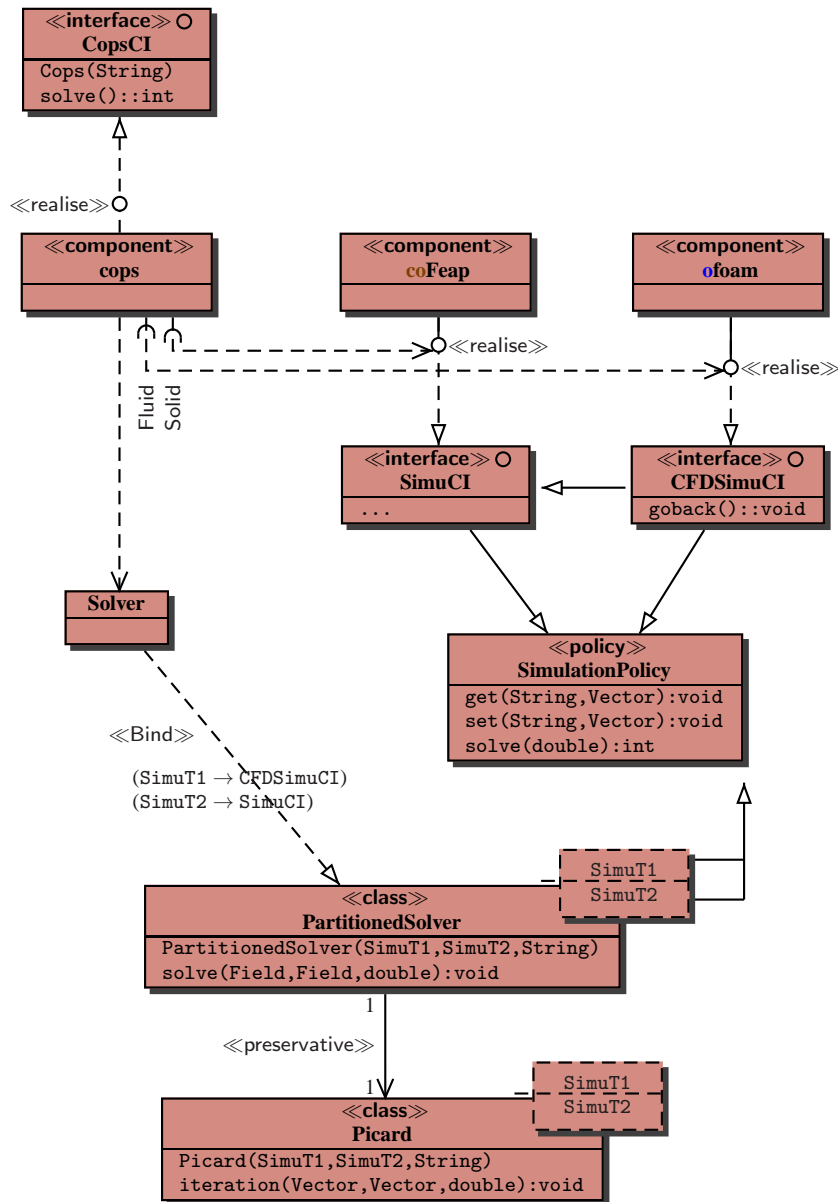 ≪interface≫
CopsCI
Cops(String)
solve()::int
≪realise≫
≪component≫
cops
≪component≫
coFeap
≪component≫
ofoam
≪realise≫
≪realise≫
Fluid
Solid
≪interface≫
SimuCI
...
≪interface≫
CFDSimuCI
goback()::void
Solver
≪policy≫
SimulationPolicy
get(String,Vector):void
set(String,Vector):void
solve(double):int
≪Bind≫
(SimuT1 → CFDSimuCI)
(SimuT2 → SimuCI)
SimuT1
SimuT2
≪class≫
PartitionedSolver
PartitionedSolver(SimuT1,SimuT2,String)
solve(Field,Field,double):void
1
≪preservative≫
1
SimuT1
SimuT2
≪class≫
Picard
Picard(SimuT1,SimuT2,String)
iteration(Vector,Vector,double):void